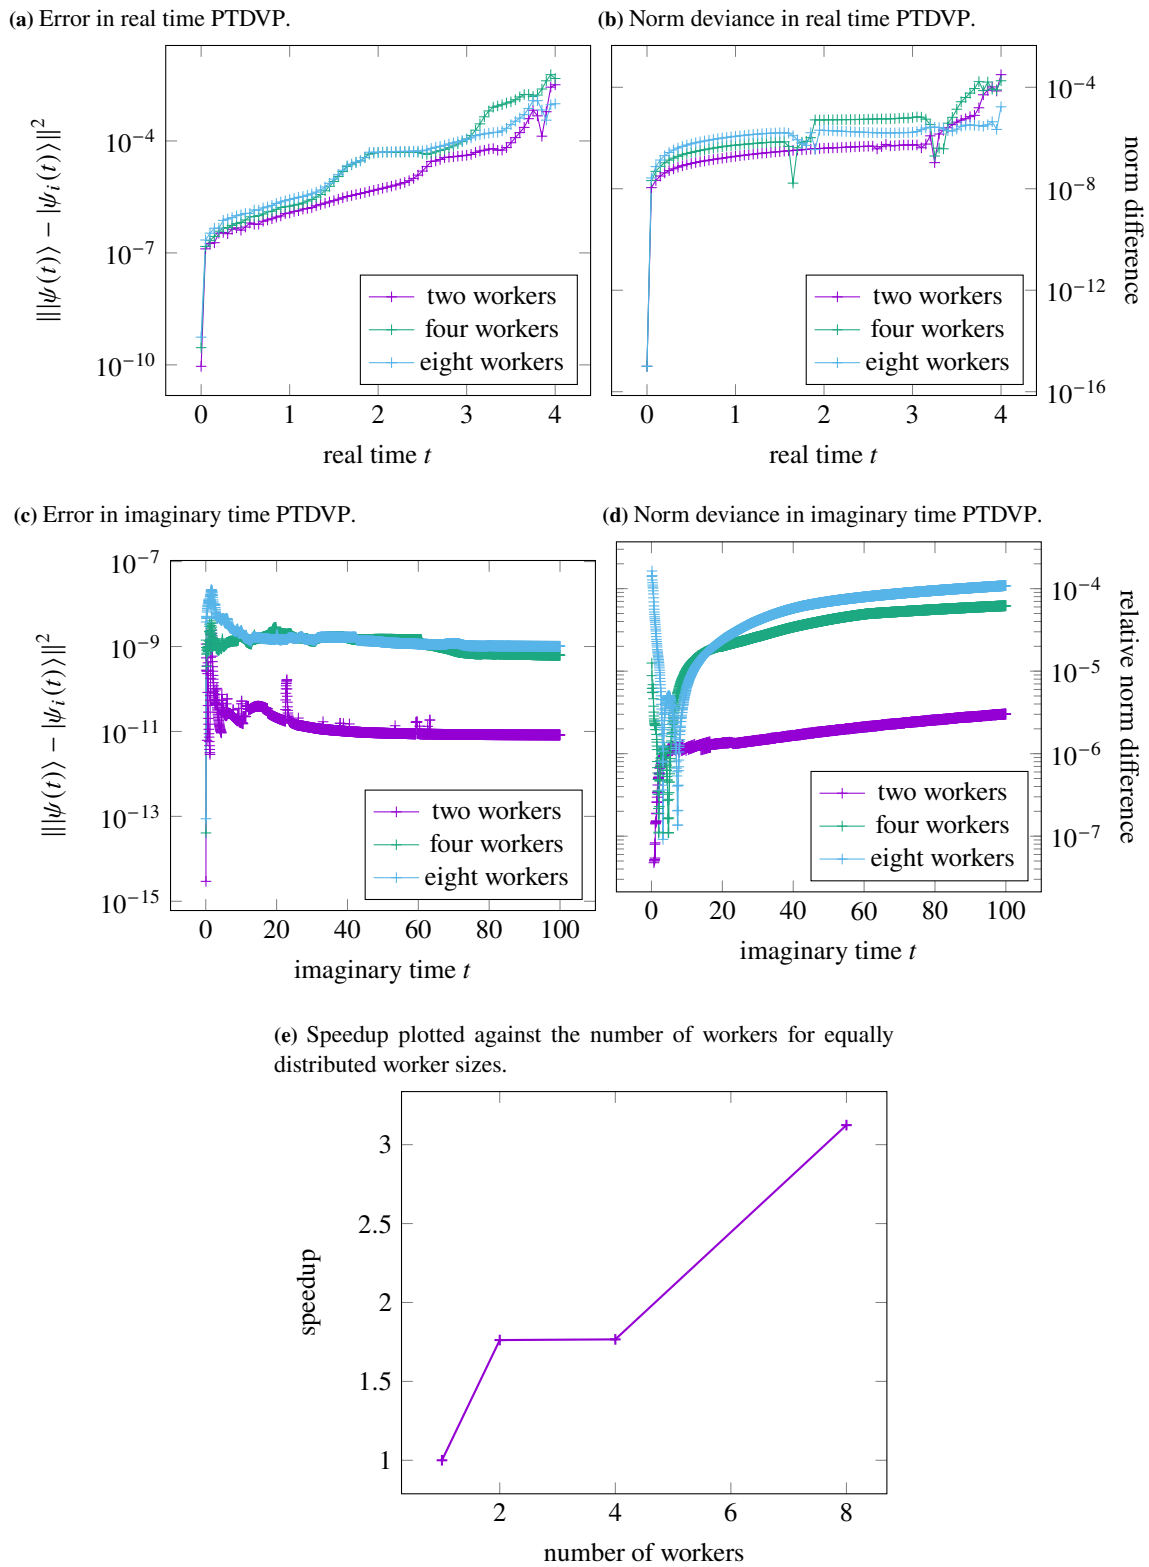 (a) Error in real time PTDVP.
(b) Norm deviance in real time PTDVP.
‖|ψ(t)⟩ − |ψᵢ(t)⟩‖²
10⁻⁴
10⁻⁷
10⁻¹⁰
two workers
four workers
eight workers
0 1 2 3 4
real time t
10⁻⁴
10⁻⁸
10⁻¹²
10⁻¹⁶
norm difference
two workers
four workers
eight workers
0 1 2 3 4
real time t
(c) Error in imaginary time PTDVP.
(d) Norm deviance in imaginary time PTDVP.
‖|ψ(t)⟩ − |ψᵢ(t)⟩‖²
10⁻⁷
10⁻⁹
10⁻¹¹
10⁻¹³
10⁻¹⁵
two workers
four workers
eight workers
0 20 40 60 80 100
imaginary time t
10⁻⁴
10⁻⁵
10⁻⁶
10⁻⁷
relative norm difference
two workers
four workers
eight workers
0 20 40 60 80 100
imaginary time t
(e) Speedup plotted against the number of workers for equally
distributed worker sizes.
speedup
3
2.5
2
1.5
1
2 4 6 8
number of workers